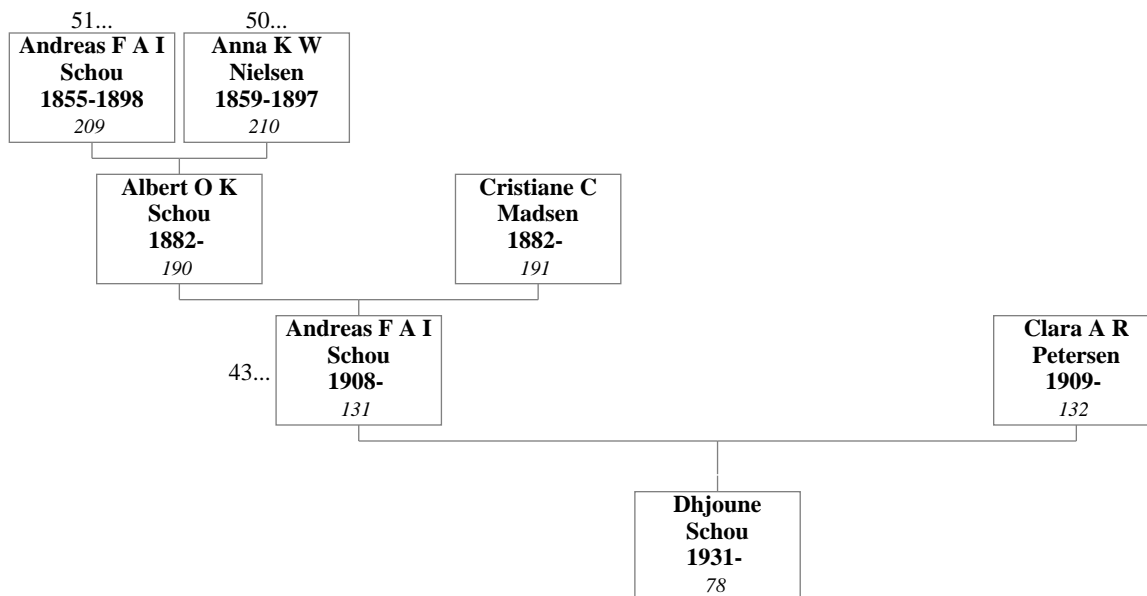 51...
50...
Andreas F A I
Schou
1855-1898
209
Anna K W
Nielsen
1859-1897
210
Albert O K
Schou
1882-
190
Cristiane C
Madsen
1882-
191
43...
Andreas F A I
Schou
1908-
131
Clara A R
Petersen
1909-
132
Dhjoune
Schou
1931-
78